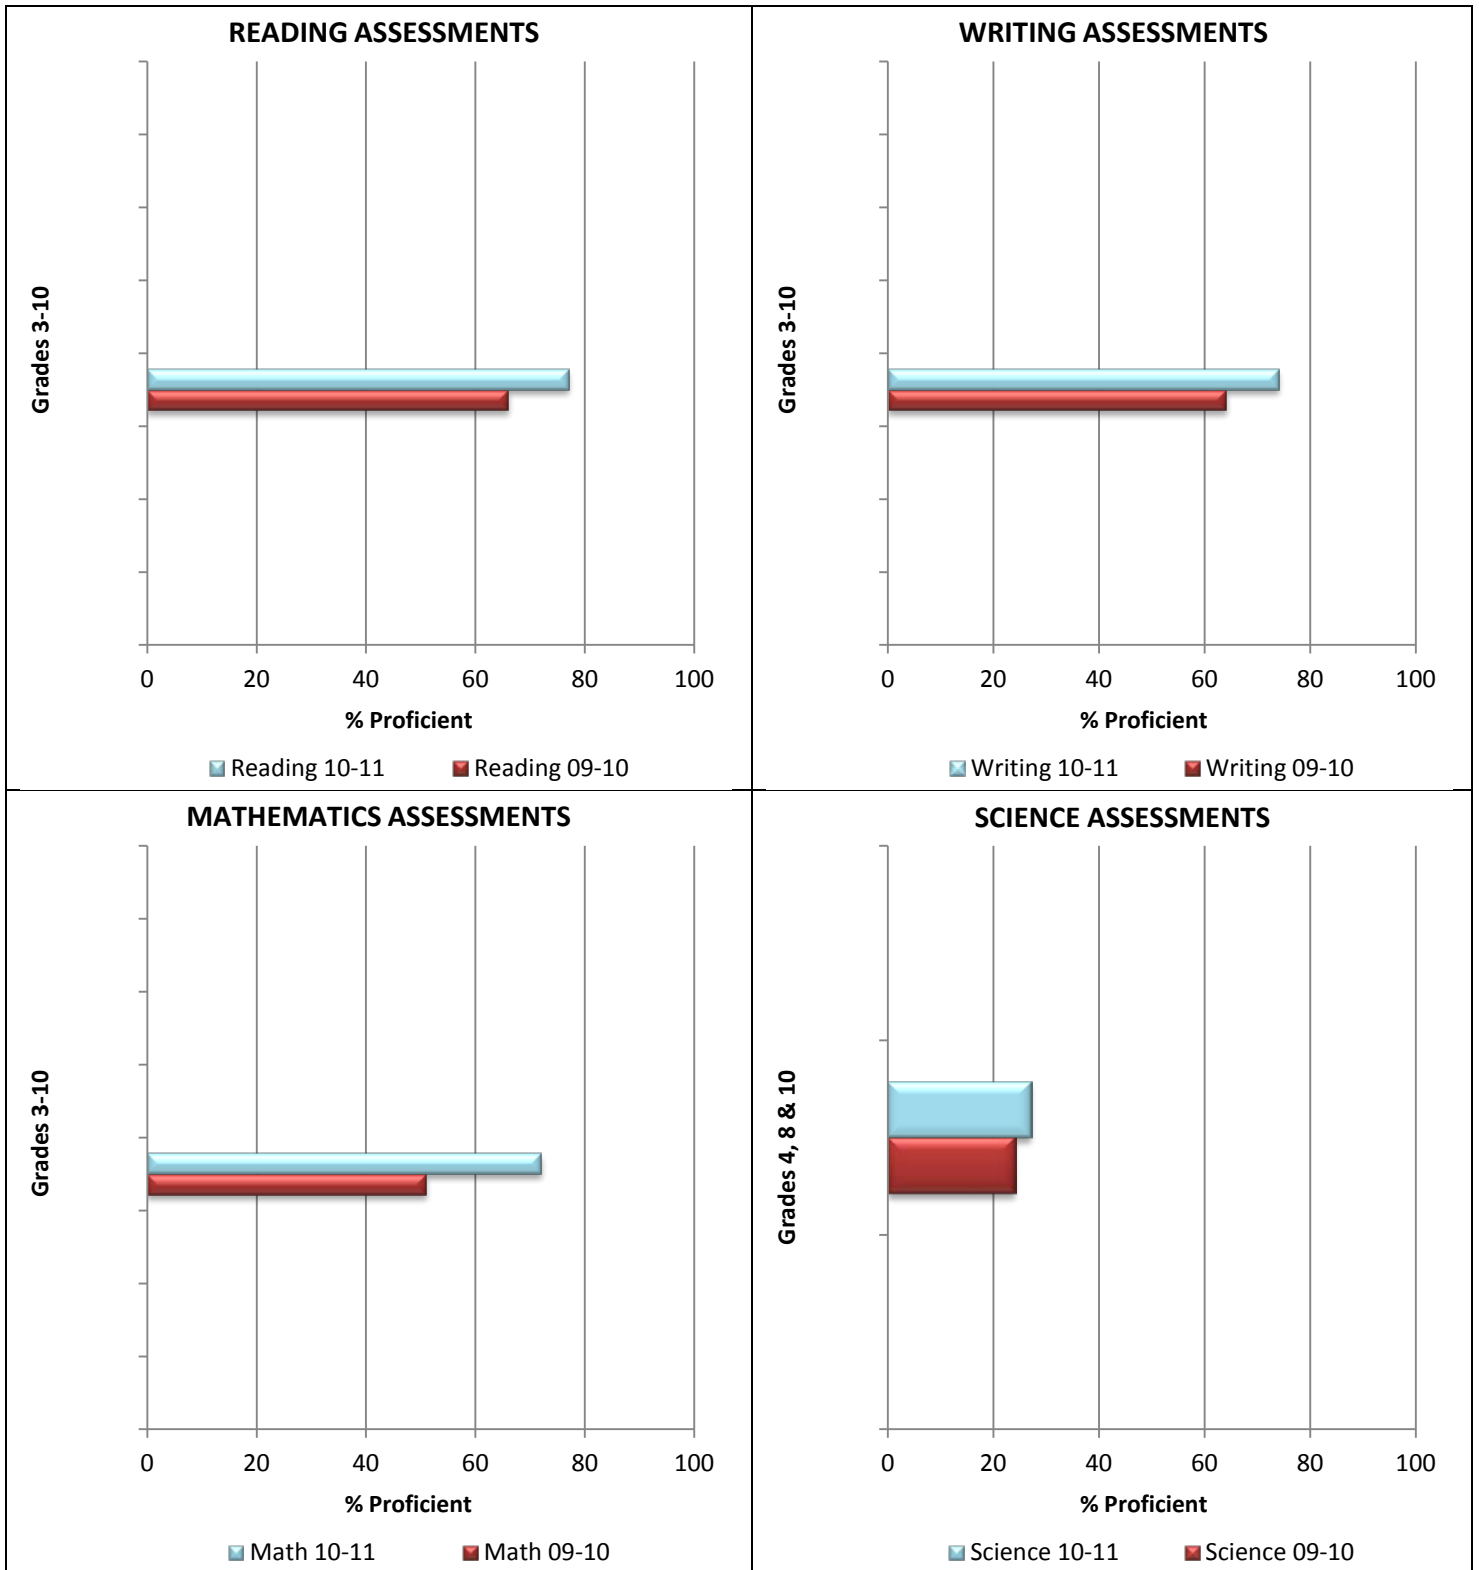 READING ASSESSMENTS
Grades 3-10
0 20 40 60 80 100
% Proficient
Reading 10-11 Reading 09-10
WRITING ASSESSMENTS
Grades 3-10
0 20 40 60 80 100
% Proficient
Writing 10-11 Writing 09-10
MATHEMATICS ASSESSMENTS
Grades 3-10
0 20 40 60 80 100
% Proficient
Math 10-11 Math 09-10
SCIENCE ASSESSMENTS
Grades 4, 8 & 10
0 20 40 60 80 100
% Proficient
Science 10-11 Science 09-10